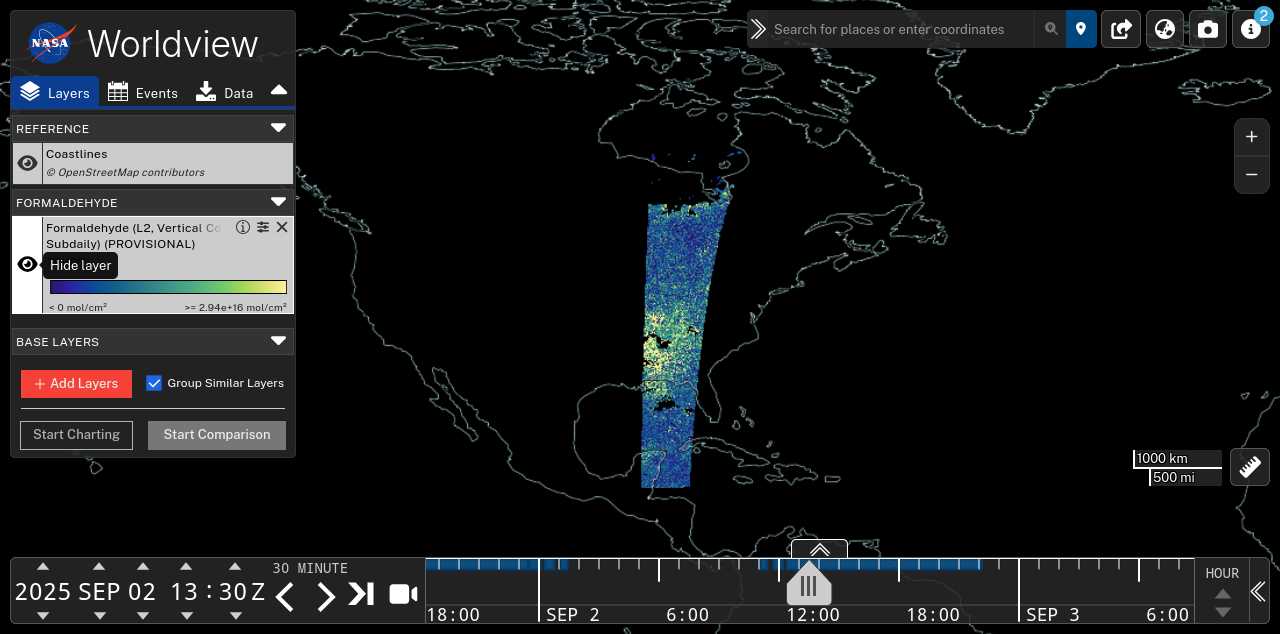 NASA Worldview
Layers Events Data
REFERENCE
Coastlines
© OpenStreetMap contributors
FORMALDEHYDE
Formaldehyde (L2, Vertical Co
Subdaily) (PROVISIONAL)
Hide layer
< 0 mol/cm² >= 2.94e+16 mol/cm²
BASE LAYERS
+ Add Layers Group Similar Layers
Start Charting Start Comparison
Search for places or enter coordinates
2
+
−
1000 km
500 mi
2025 SEP 02 13 : 30 Z
30 MINUTE
18:00 SEP 2 6:00 12:00 18:00 SEP 3 6:00
HOUR